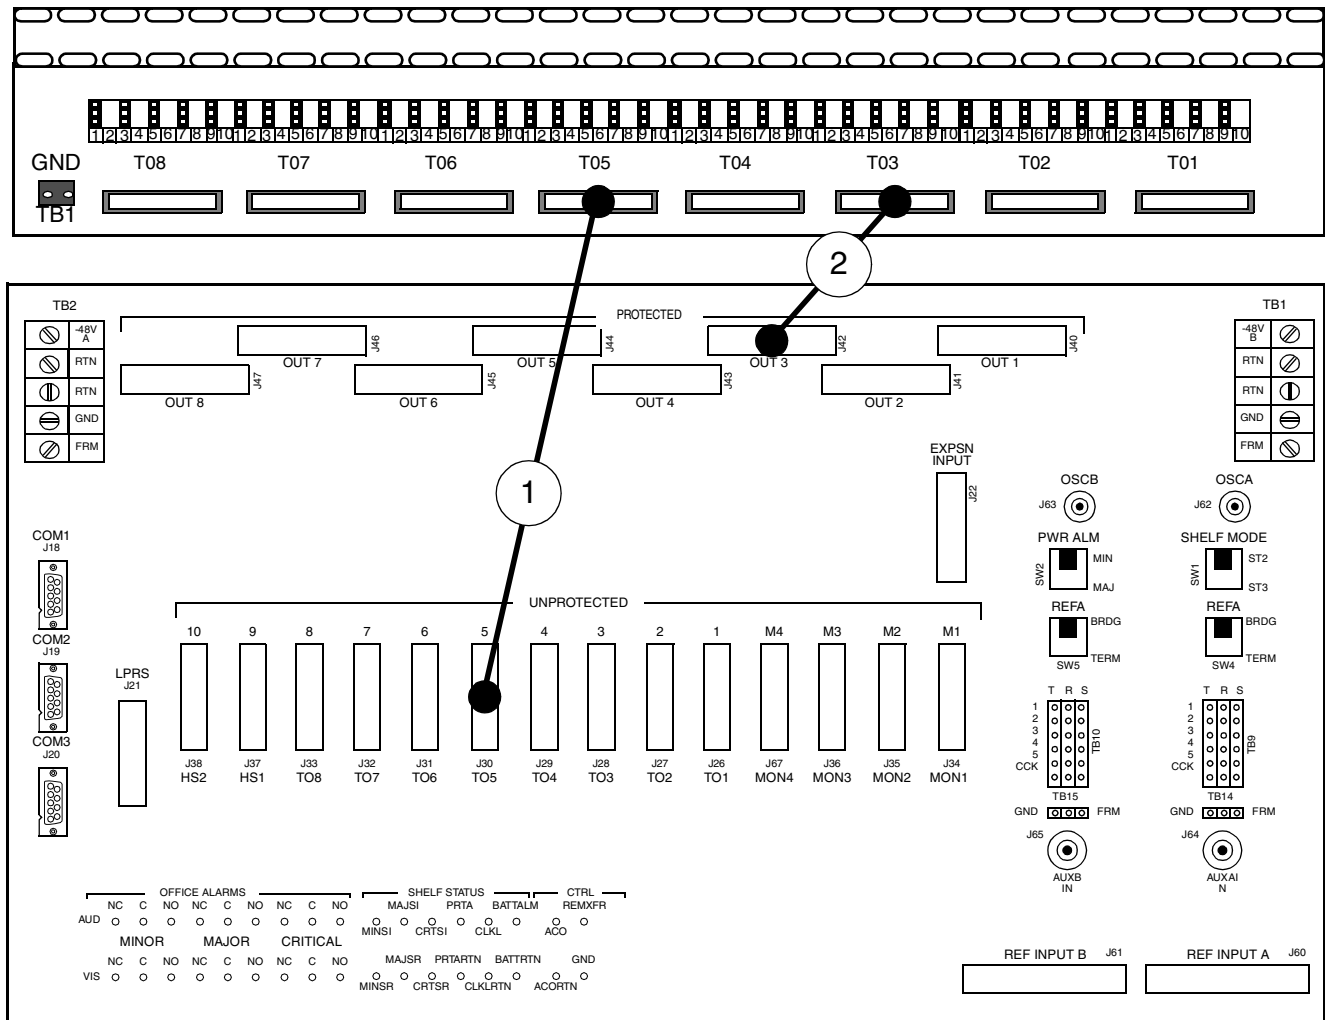 1 2 3 4 5 6 7 8 9 10 1 2 3 4 5 6 7 8 9 10 1 2 3 4 5 6 7 8 9 10 1 2 3 4 5 6 7 8 9 10 1 2 3 4 5 6 7 8 9 10 1 2 3 4 5 6 7 8 9 10 1 2 3 4 5 6 7 8 9 10 1 2 3 4 5 6 7 8 9 10
GND T08 T07 T06 T05 T04 T03 T02 T01
TB1
2
TB2 PROTECTED TB1
-48V A
RTN
RTN
GND
FRM
OUT 7 J46
OUT 5 J44
OUT 3 J42
OUT 1 J40
OUT 8 J47
OUT 6 J45
OUT 4 J43
OUT 2 J41
-48V B
RTN
RTN
GND
FRM
1
EXPSN
INPUT
J22
OSCB OSCA
J63 J62
PWR ALM SHELF MODE
SW2 MIN MAJ
SW1 ST2 ST3
REFA REFA
BRDG BRDG
TERM TERM
SW5 SW4
COM1
J18
COM2
J19
COM3
J20
LPRS
J21
UNPROTECTED
10 9 8 7 6 5 4 3 2 1 M4 M3 M2 M1
J38 J37 J33 J32 J31 J30 J29 J28 J27 J26 J67 J36 J35 J34
HS2 HS1 TO8 TO7 TO6 TO5 TO4 TO3 TO2 TO1 MON4 MON3 MON2 MON1
T R S T R S
1 1
2 2
3 3
4 4
5 5
CCK CCK
TB10 TB9
TB15 TB14
GND FRM GND FRM
J65 J64
AUXB
IN
AUXAI
N
OFFICE ALARMS SHELF STATUS CTRL
NC C NO NC C NO NC C NO MAJSI PRTA BATTALM REMXFR
AUD
MINSI CRTSI CLKL ACO
MINOR MAJOR CRITICAL
NC C NO NC C NO NC C NO MAJSR PRTARTN BATTRTN GND
VIS
MINSR CRTSR CLKLRTN ACORTN
REF INPUT B J61 REF INPUT A J60